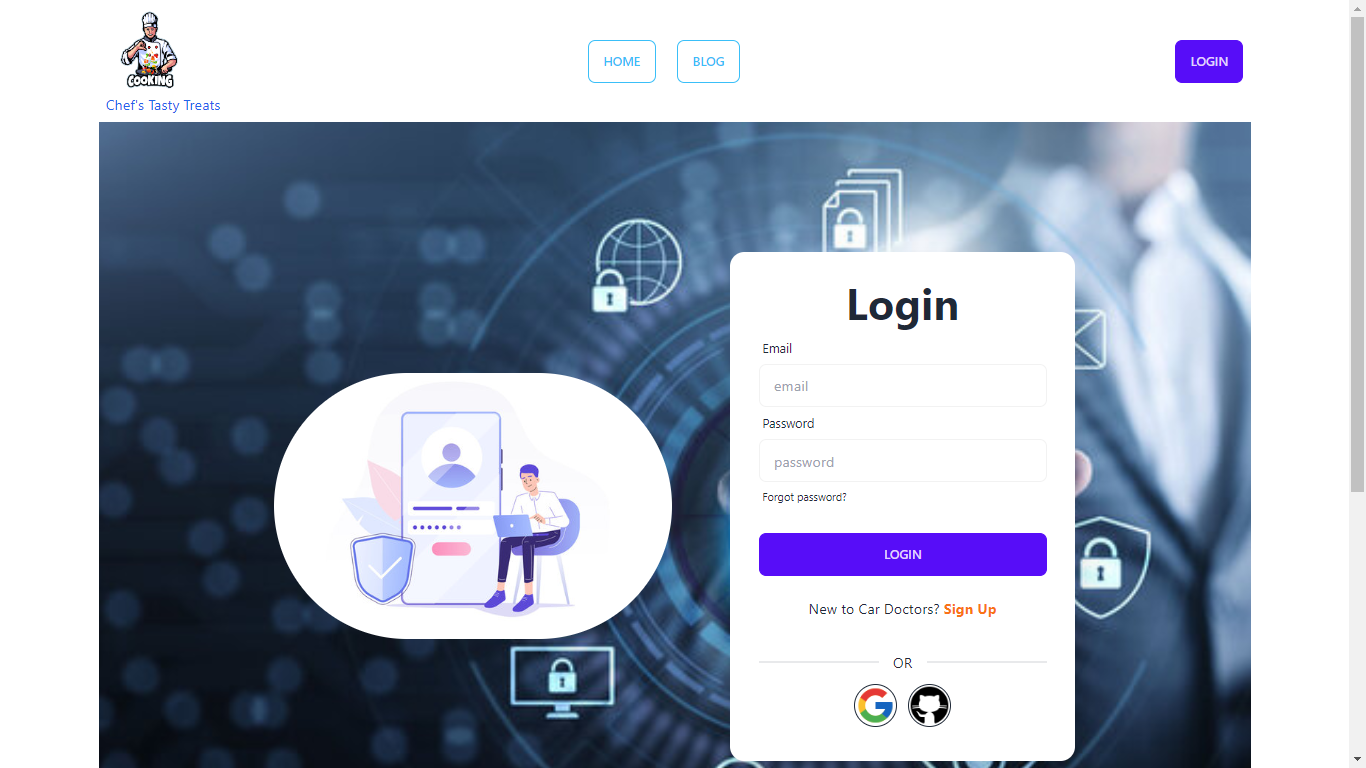 COOKING
Chef's Tasty Treats
HOME
BLOG
LOGIN
Login
Email
email
Password
password
Forgot password?
LOGIN
New to Car Doctors? Sign Up
OR